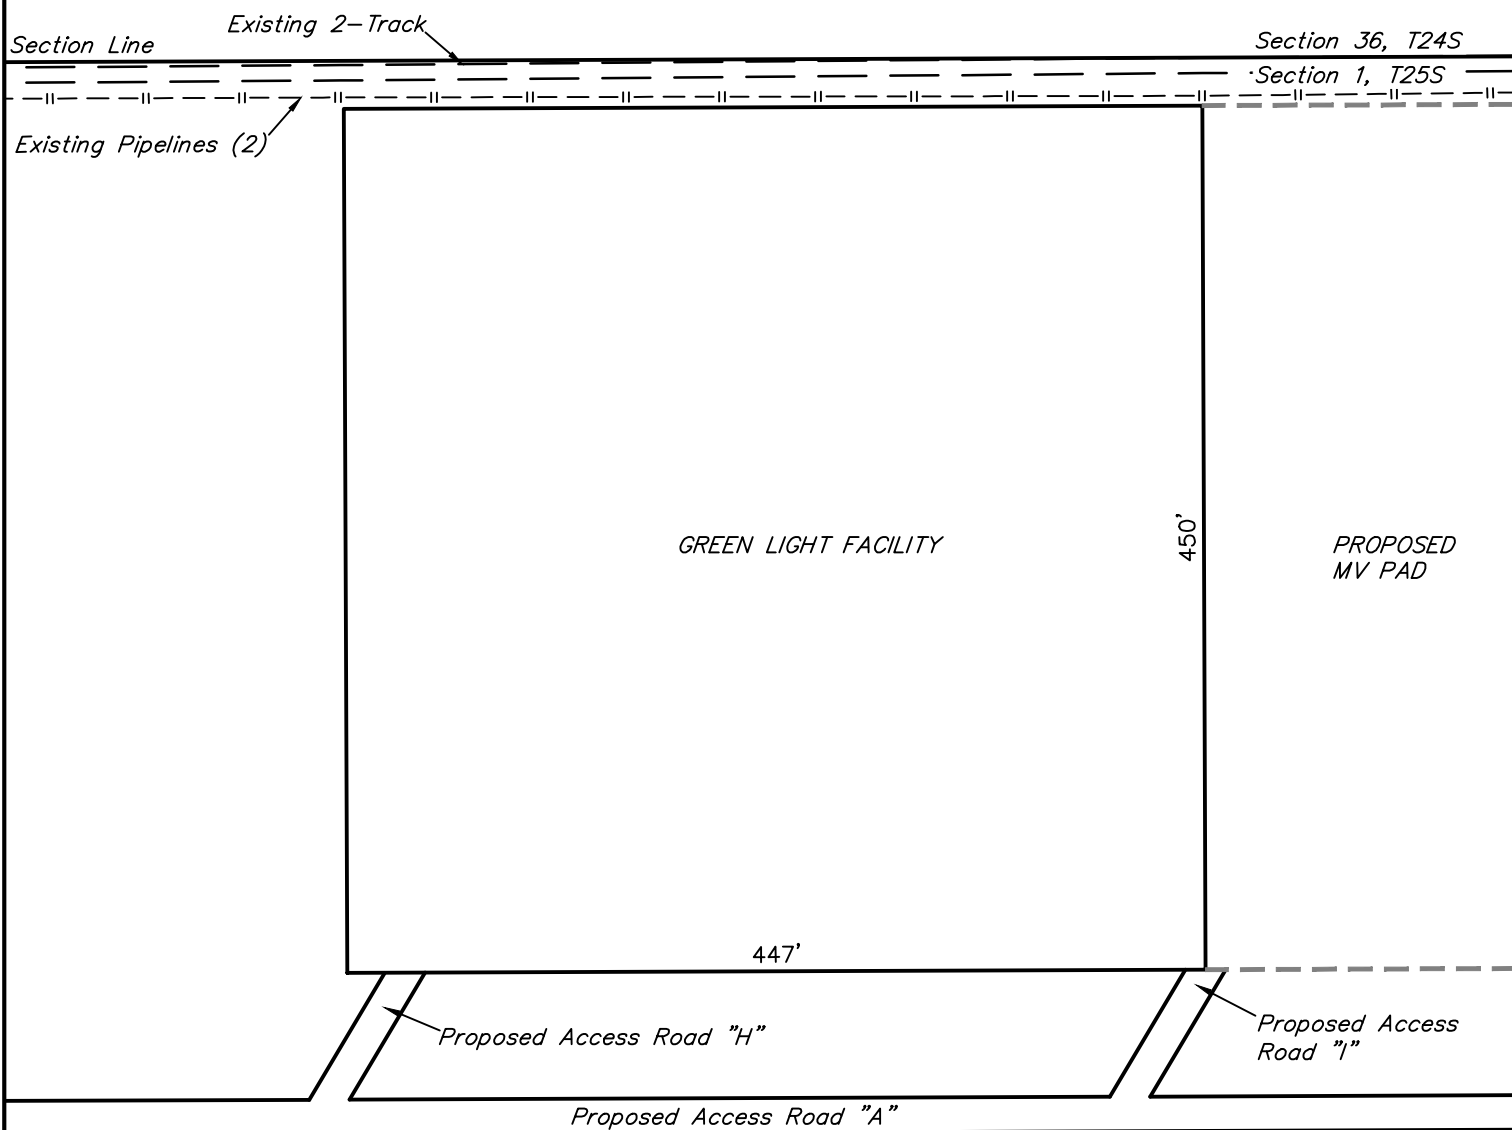 Existing 2-Track
Section Line
Section 36, T24S
Section 1, T25S
Existing Pipelines (2)
GREEN LIGHT FACILITY
450'
PROPOSED
MV PAD
447'
Proposed Access Road "H"
Proposed Access
Road "I"
Proposed Access Road "A"